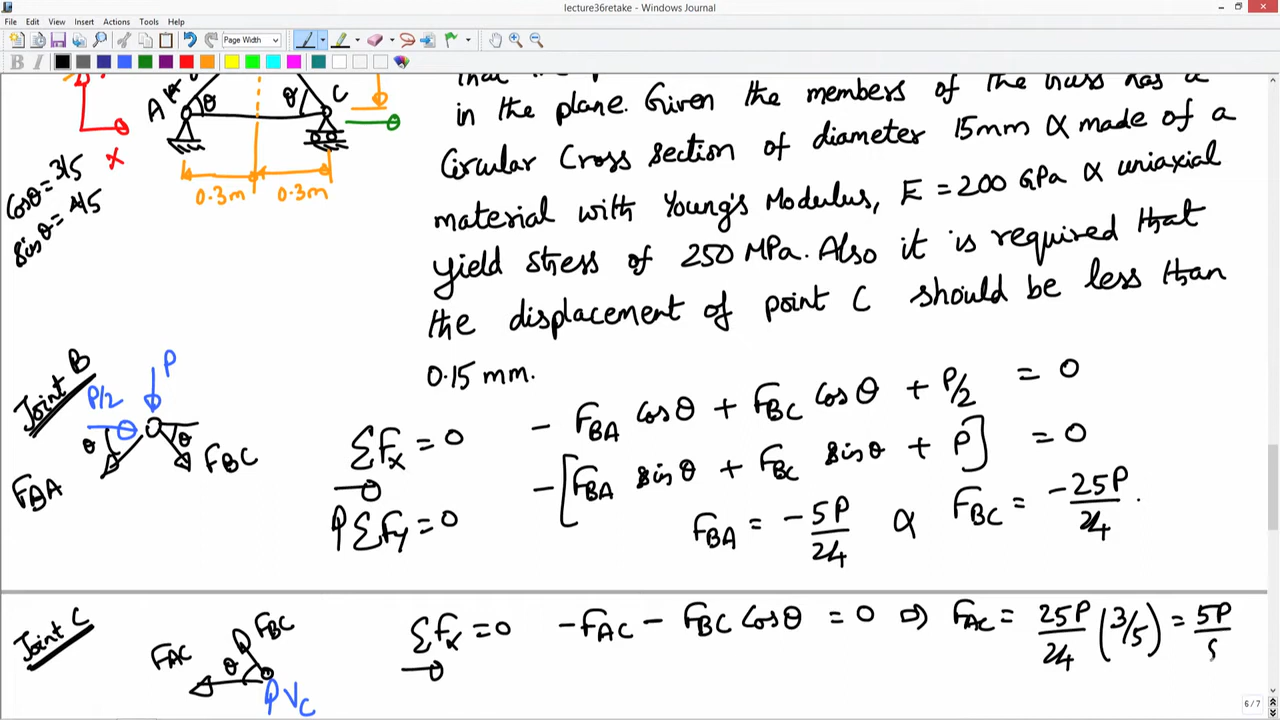 lecture36retake - Windows Journal
File Edit View Insert Actions Tools Help
Page Width
A θ θ C
X
0.3m 0.3m
cosθ = 3/5
sinθ = 4/5
in the plane. Given the members of the truss has a
Circular Cross section of diameter 15mm & made of a
material with Young's Modulus, E = 200 GPa & uniaxial
yield stress of 250 MPa. Also it is required that
the displacement of point C should be less than
0.15 mm.
Joint B
P
P/2
θ θ
FBA FBC
ΣFx = 0 - FBA cosθ + FBC cosθ + P/2 = 0
ΣFy = 0 - [FBA sinθ + FBC sinθ + P] = 0
FBA = -5P/24 & FBC = -25P/24.
Joint C
FBC
FAC θ
VC
ΣFx = 0 -FAC - FBC cosθ = 0 ⇒ FAC = 25P/24 (3/5) = 5P/
6 / 7